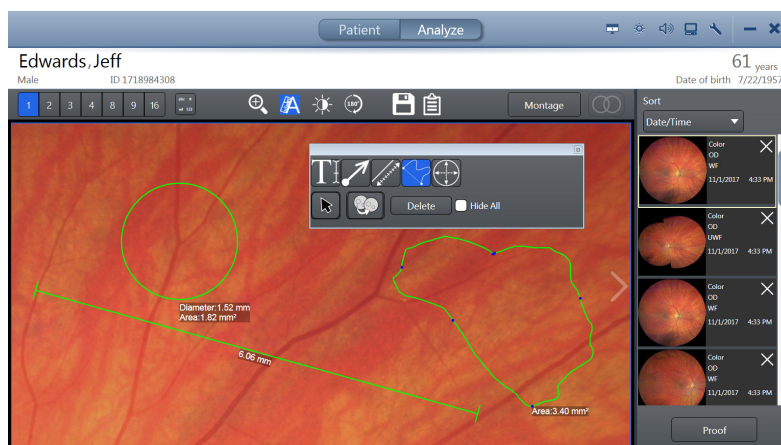 Patient Analyze
Edwards, Jeff
61 years
Male ID 1718984308
Date of birth 7/22/1957
1 2 3 4 8 9 16
180°
Montage
Sort
Date/Time
T
Delete Hide All
Diameter:1.52 mm
Area:1.82 mm²
6.06 mm
Area:3.40 mm²
Color
OD
WF
11/1/2017 4:33 PM
Color
OD
UWF
11/1/2017 4:33 PM
Color
OD
WF
11/1/2017 4:33 PM
Color
OD
WF
11/1/2017 4:33 PM
Proof